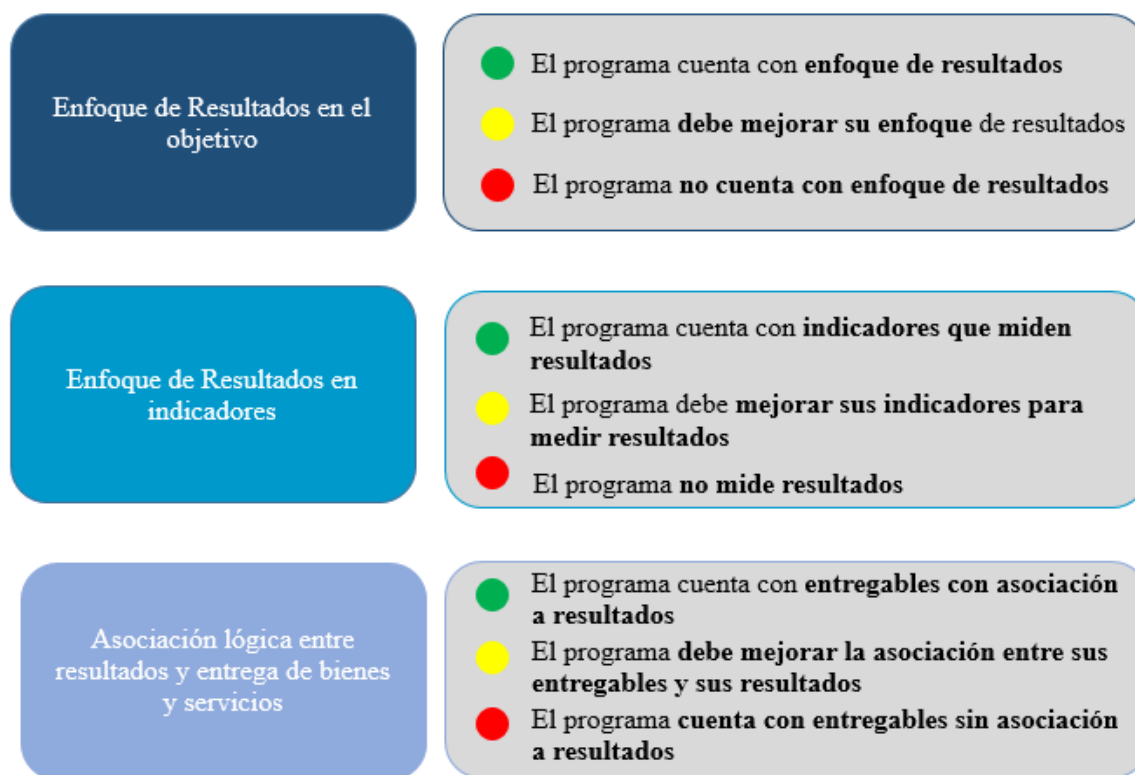 Enfoque de Resultados en el
objetivo
El programa cuenta con enfoque de resultados
El programa debe mejorar su enfoque de resultados
El programa no cuenta con enfoque de resultados
Enfoque de Resultados en
indicadores
El programa cuenta con indicadores que miden
resultados
El programa debe mejorar sus indicadores para
medir resultados
El programa no mide resultados
Asociación lógica entre
resultados y entrega de bienes
y servicios
El programa cuenta con entregables con asociación
a resultados
El programa debe mejorar la asociación entre sus
entregables y sus resultados
El programa cuenta con entregables sin asociación
a resultados